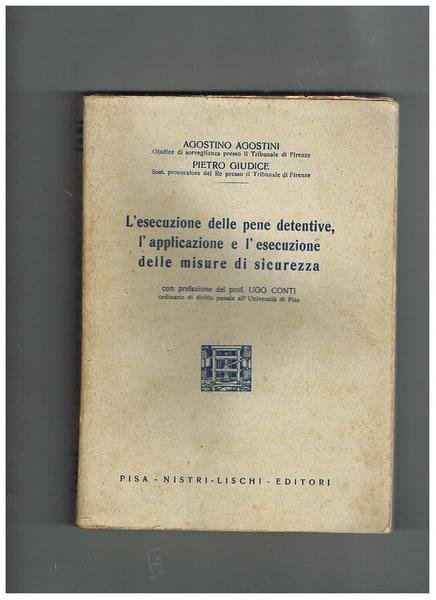 AGOSTINO AGOSTINI
Giudice di sorveglianza presso il Tribunale di Firenze
PIETRO GIUDICE
Sost. procuratore del Re presso il Tribunale di Firenze
L'esecuzione delle pene detentive,
l'applicazione e l'esecuzione
delle misure di sicurezza
con prefazione del prof. UGO CONTI
ordinario di diritto penale all'Università di Pisa
PISA - NISTRI-LISCHI - EDITORI